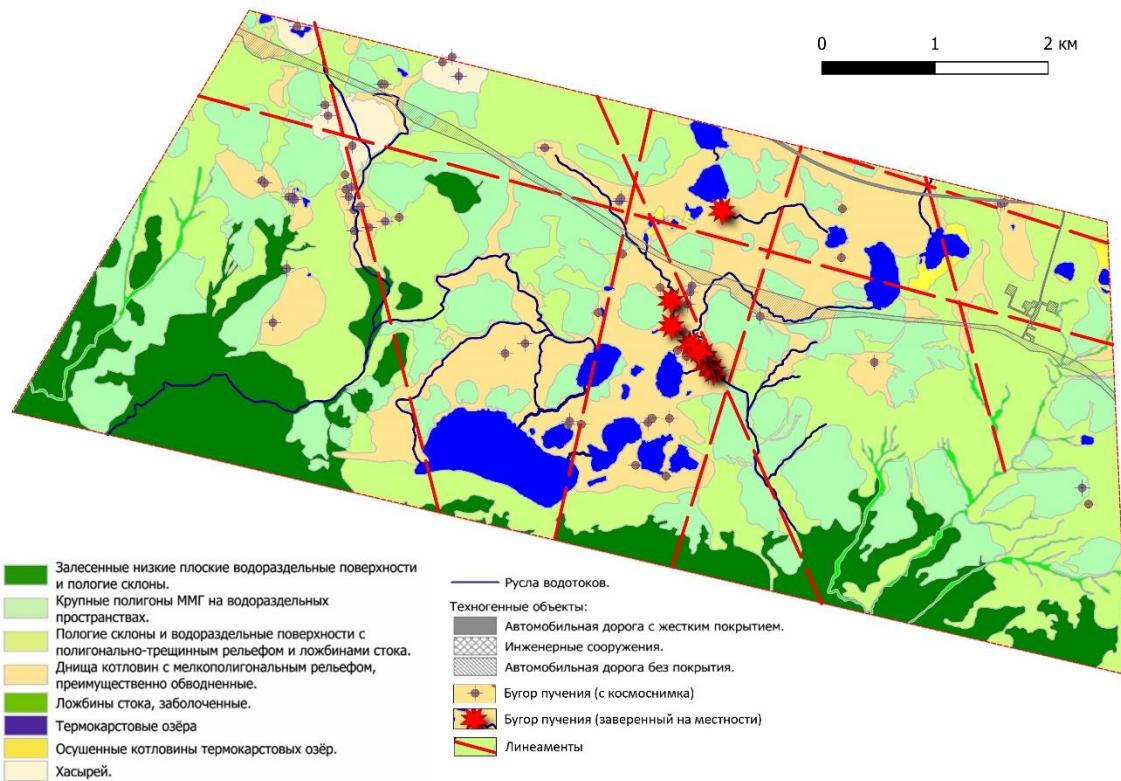 0 1 2 км
Залесенные низкие плоские водораздельные поверхности
и пологие склоны.
Крупные полигоны ММГ на водораздельных
пространствах.
Пологие склоны и водораздельные поверхности с
полигонально-трещинным рельефом и ложбинами стока.
Днища котловин с мелкополигональным рельефом,
преимущественно обводненные.
Ложбины стока, заболоченные.
Термокарстовые озёра
Осушенные котловины термокарстовых озёр.
Хасырей.
Русла водотоков.
Техногенные объекты:
Автомобильная дорога с жестким покрытием.
Инженерные сооружения.
Автомобильная дорога без покрытия.
Бугор пучения (с космоснимка)
Бугор пучения (заверенный на местности)
Линеаменты